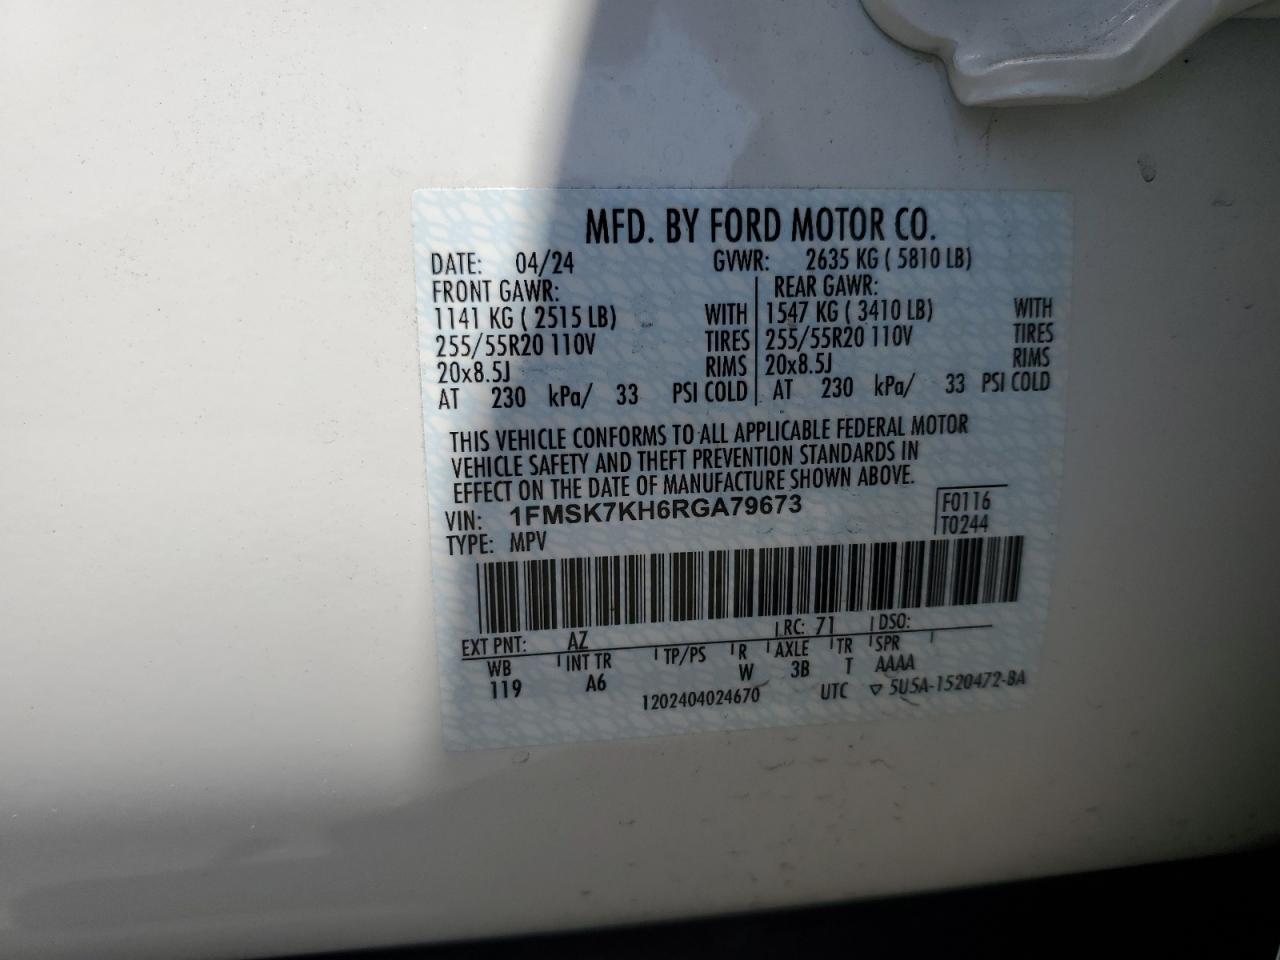 MFD. BY FORD MOTOR CO.
DATE: 04/24 GVWR: 2635 KG ( 5810 LB)
FRONT GAWR: REAR GAWR:
1141 KG ( 2515 LB) WITH 1547 KG ( 3410 LB) WITH
255/55R20 110V TIRES 255/55R20 110V TIRES
20x8.5J RIMS 20x8.5J RIMS
AT 230 kPa/ 33 PSI COLD AT 230 kPa/ 33 PSI COLD
THIS VEHICLE CONFORMS TO ALL APPLICABLE FEDERAL MOTOR
VEHICLE SAFETY AND THEFT PREVENTION STANDARDS IN
EFFECT ON THE DATE OF MANUFACTURE SHOWN ABOVE.
VIN: 1FMSK7KH6RGA79673 F0116
TYPE: MPV T0244
EXT PNT: AZ RC: 71 DSO:
WB INT TR TP/PS R AXLE TR SPR
119 A6 W 3B T AAAA
1202404024670 UTC ▽ 5U5A-1520472-BA